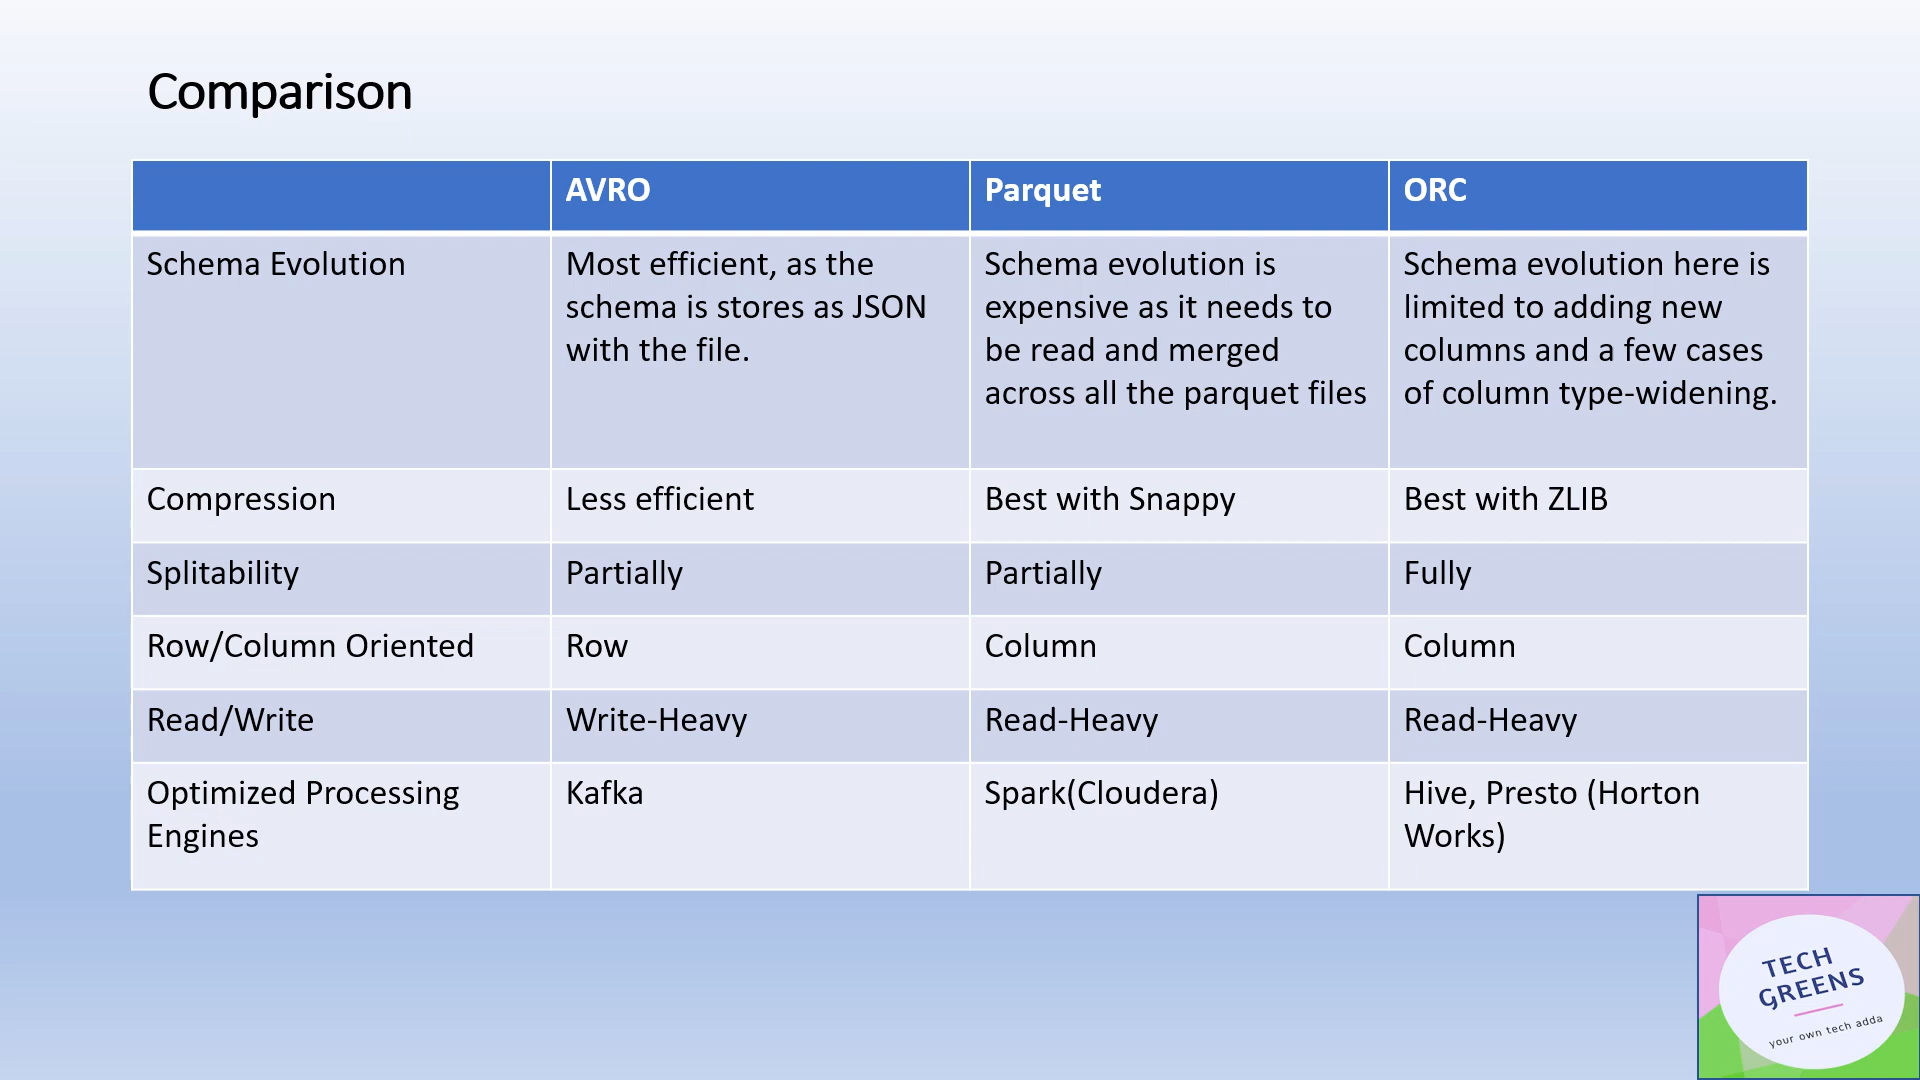 Comparison
AVRO
Parquet
ORC
Schema Evolution
Most efficient, as the
schema is stores as JSON
with the file.
Schema evolution is
expensive as it needs to
be read and merged
across all the parquet files
Schema evolution here is
limited to adding new
columns and a few cases
of column type-widening.
Compression
Less efficient
Best with Snappy
Best with ZLIB
Splitability
Partially
Partially
Fully
Row/Column Oriented
Row
Column
Column
Read/Write
Write-Heavy
Read-Heavy
Read-Heavy
Optimized Processing
Engines
Kafka
Spark(Cloudera)
Hive, Presto (Horton
Works)
TECH
GREENS
your own tech adda